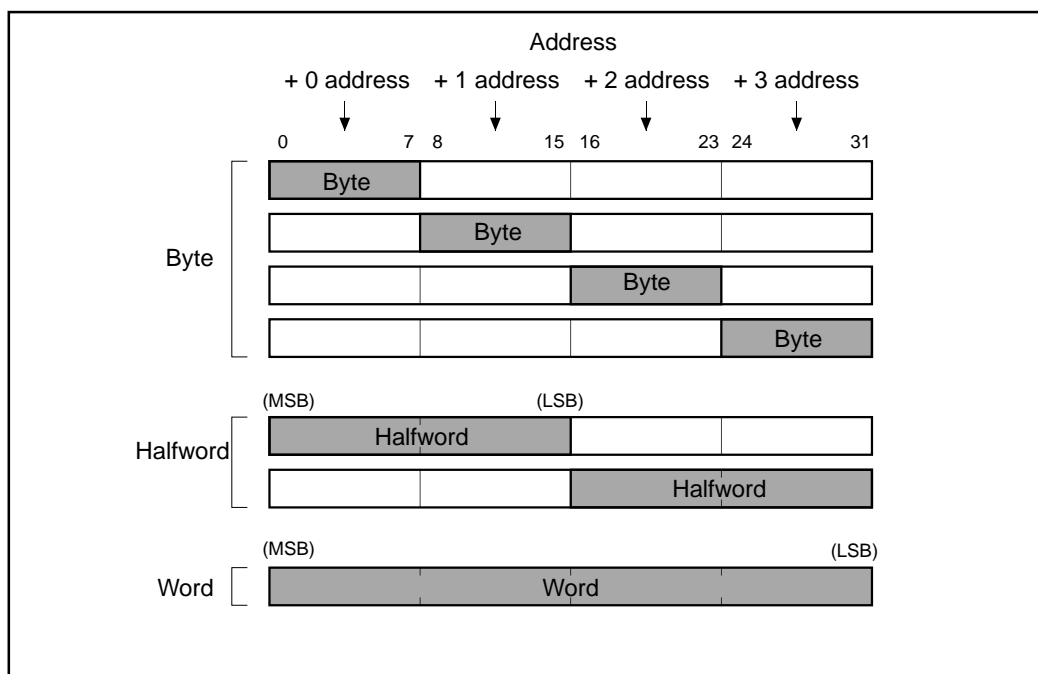 Address
+ 0 address + 1 address + 2 address + 3 address
0 7 8 15 16 23 24 31
Byte
Byte
Byte
Byte
Byte
(MSB) (LSB)
Halfword
Halfword
Halfword
(MSB) (LSB)
Word Word